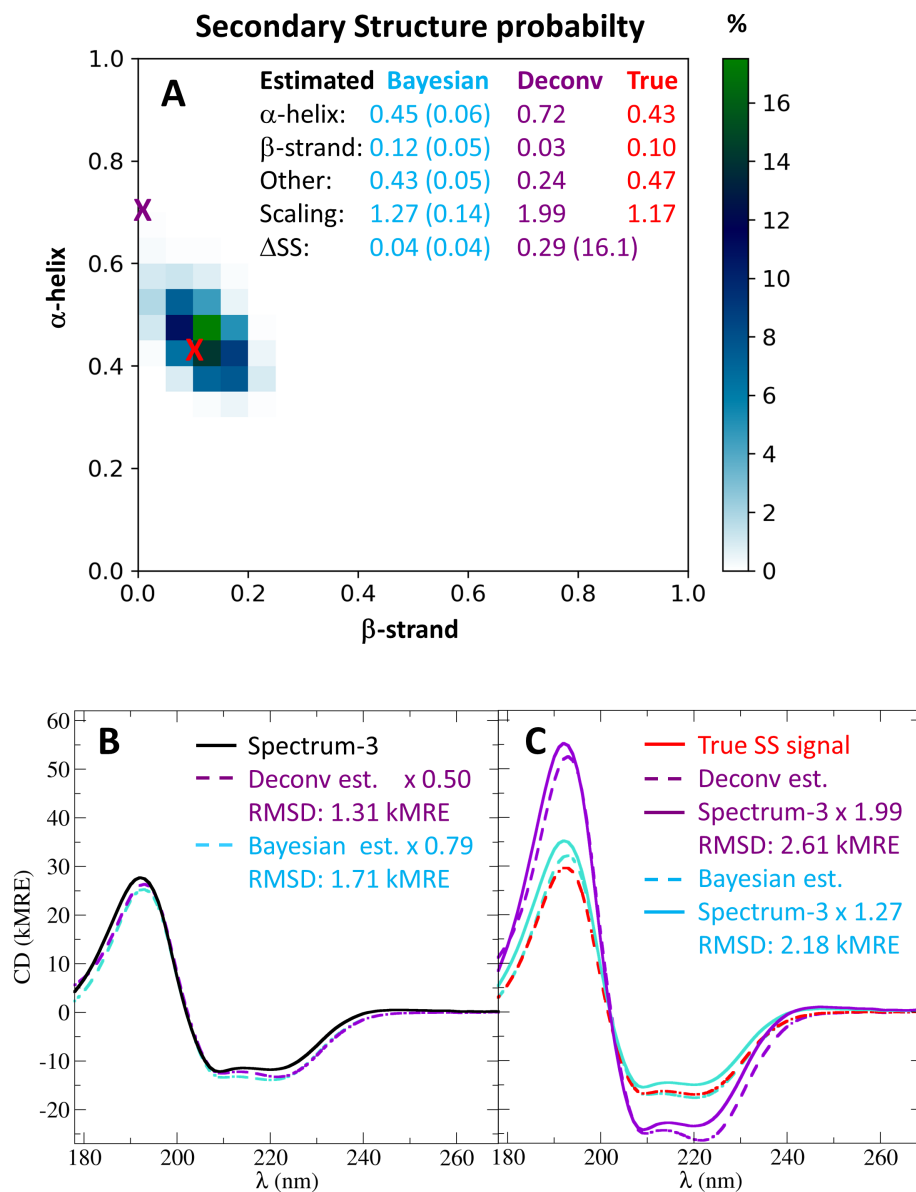 Secondary Structure probabilty
%
A
Estimated Bayesian Deconv True
α-helix: 0.45 (0.06) 0.72 0.43
β-strand: 0.12 (0.05) 0.03 0.10
Other: 0.43 (0.05) 0.24 0.47
Scaling: 1.27 (0.14) 1.99 1.17
ΔSS: 0.04 (0.04) 0.29 (16.1)
X
X
1.0
0.8
0.6
0.4
0.2
0.0
α-helix
0.0 0.2 0.4 0.6 0.8 1.0
β-strand
16
14
12
10
8
6
4
2
0
B
Spectrum-3
Deconv est. x 0.50
RMSD: 1.31 kMRE
Bayesian est. x 0.79
RMSD: 1.71 kMRE
60
50
40
30
20
10
0
-10
-20
CD (kMRE)
180 200 220 240 260
λ (nm)
C
True SS signal
Deconv est.
Spectrum-3 x 1.99
RMSD: 2.61 kMRE
Bayesian est.
Spectrum-3 x 1.27
RMSD: 2.18 kMRE
180 200 220 240 260
λ (nm)